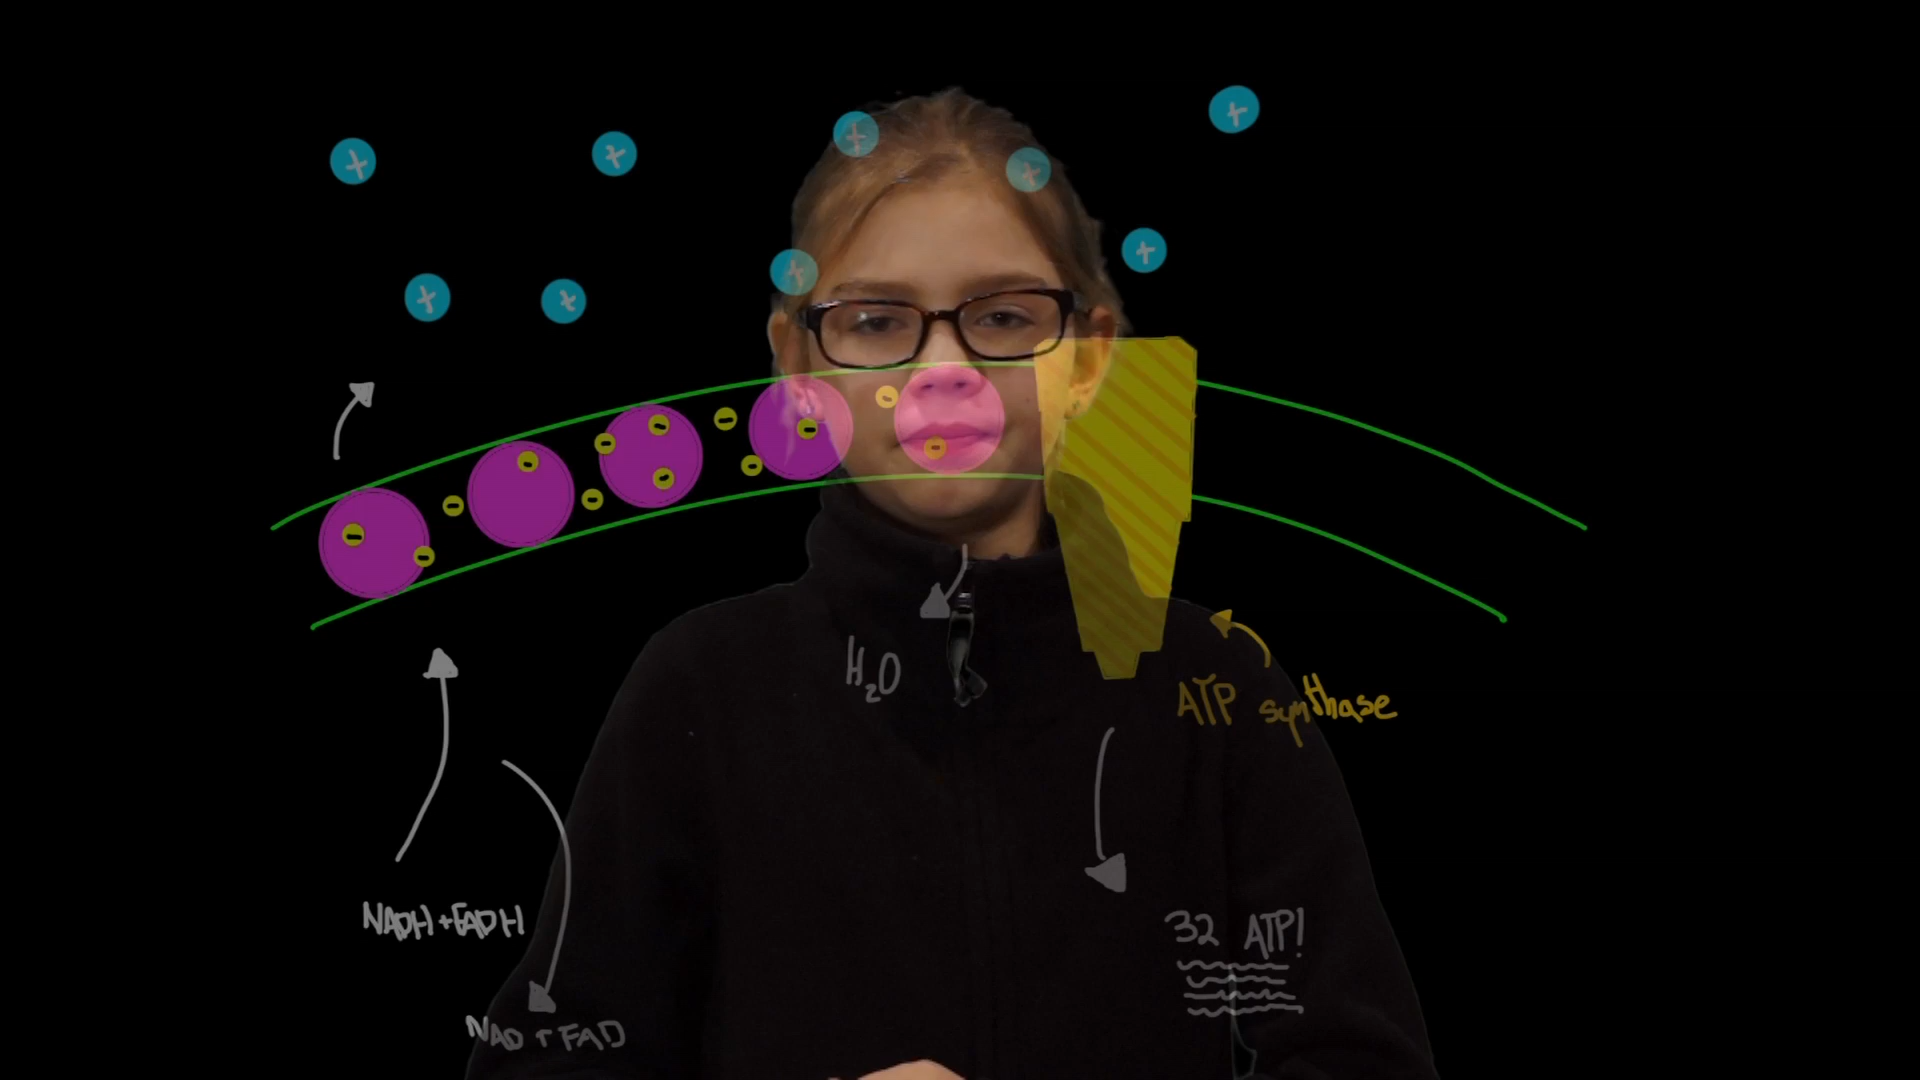 H₂O
ATP synthase
NADH+FADH
32 ATP!
NAD + FAD